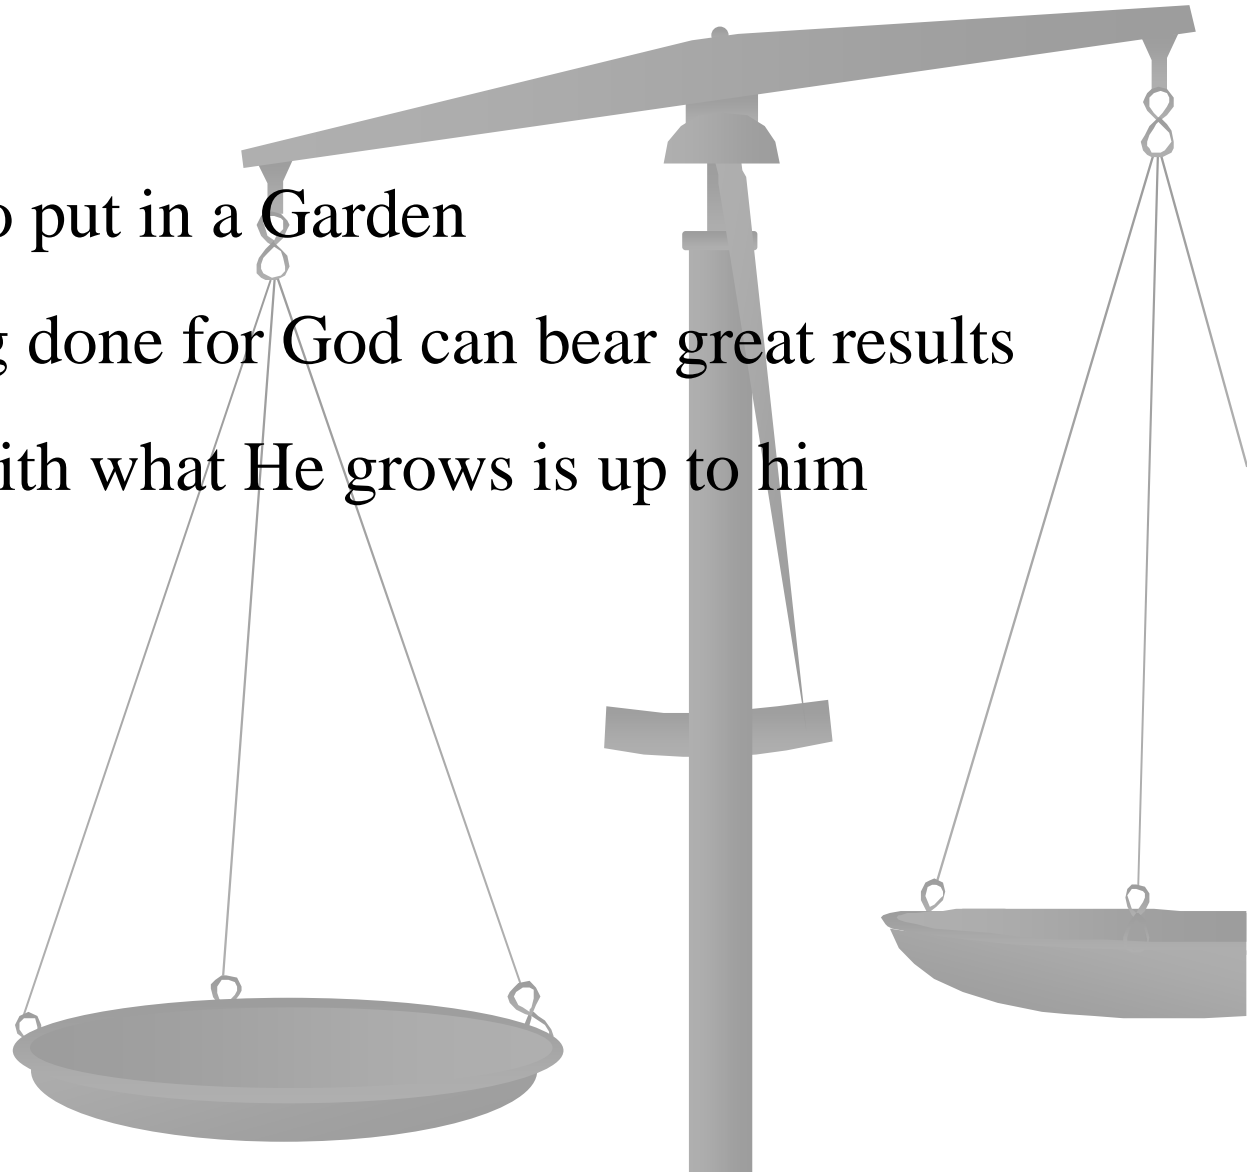 o put in a Garden
g done for God can bear great results
ith what He grows is up to him